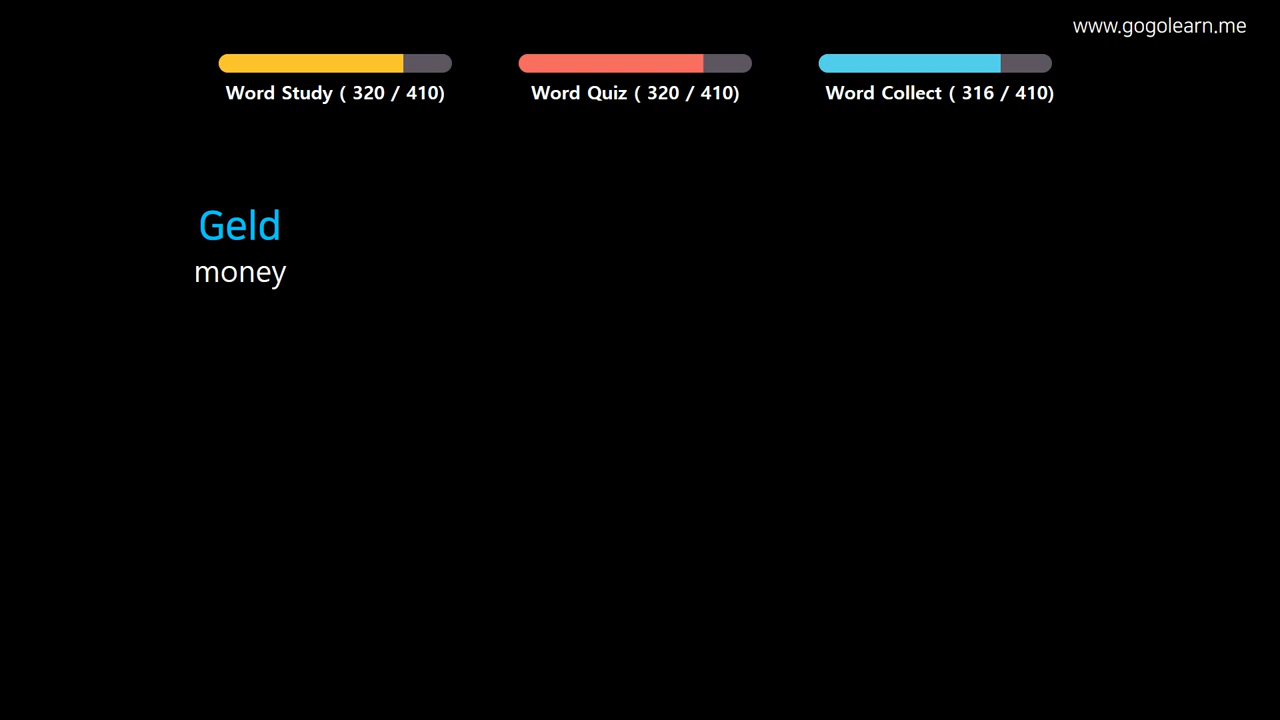 www.gogolearn.me
Word Study ( 320 / 410)
Word Quiz ( 320 / 410)
Word Collect ( 316 / 410)
Geld
money